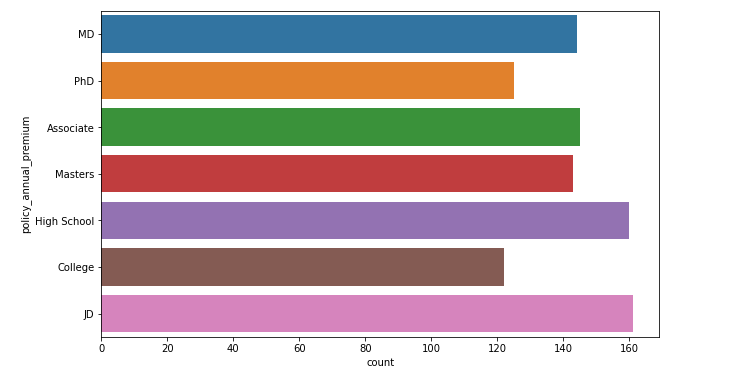 MD
PhD
Associate
Masters
High School
College
JD
policy_annual_premium
0 20 40 60 80 100 120 140 160
count